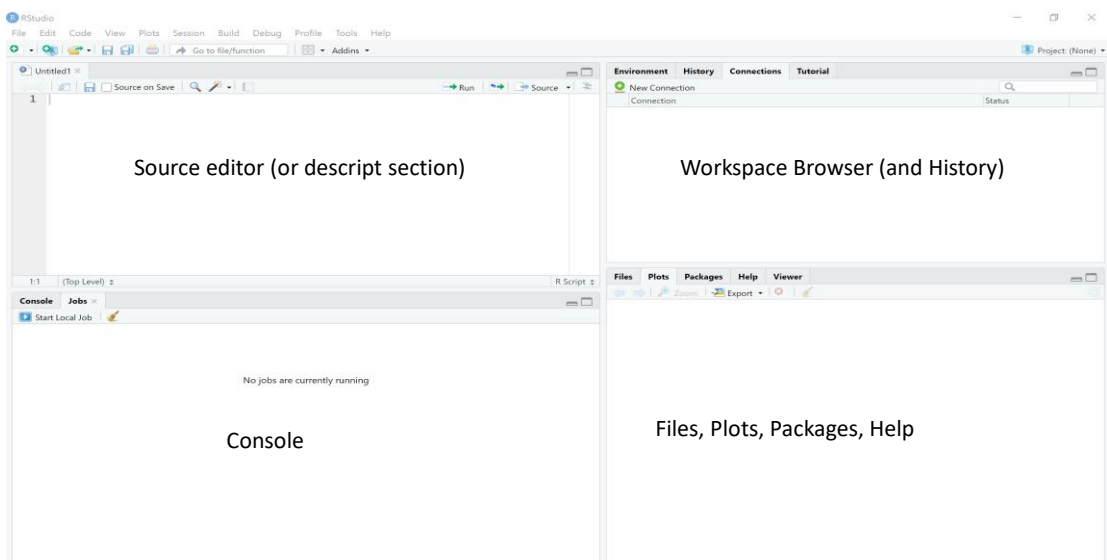 RStudio
File Edit Code View Plots Session Build Debug Profile Tools Help
Go to file/function Addins
Project: (None)
Untitled1
Source on Save Run Source
1
Source editor (or descript section)
1:1 (Top Level) R Script
Console Jobs
Start Local Job
No jobs are currently running
Console
Environment History Connections Tutorial
New Connection
Connection Status
Workspace Browser (and History)
Files Plots Packages Help Viewer
Zoom Export
Files, Plots, Packages, Help